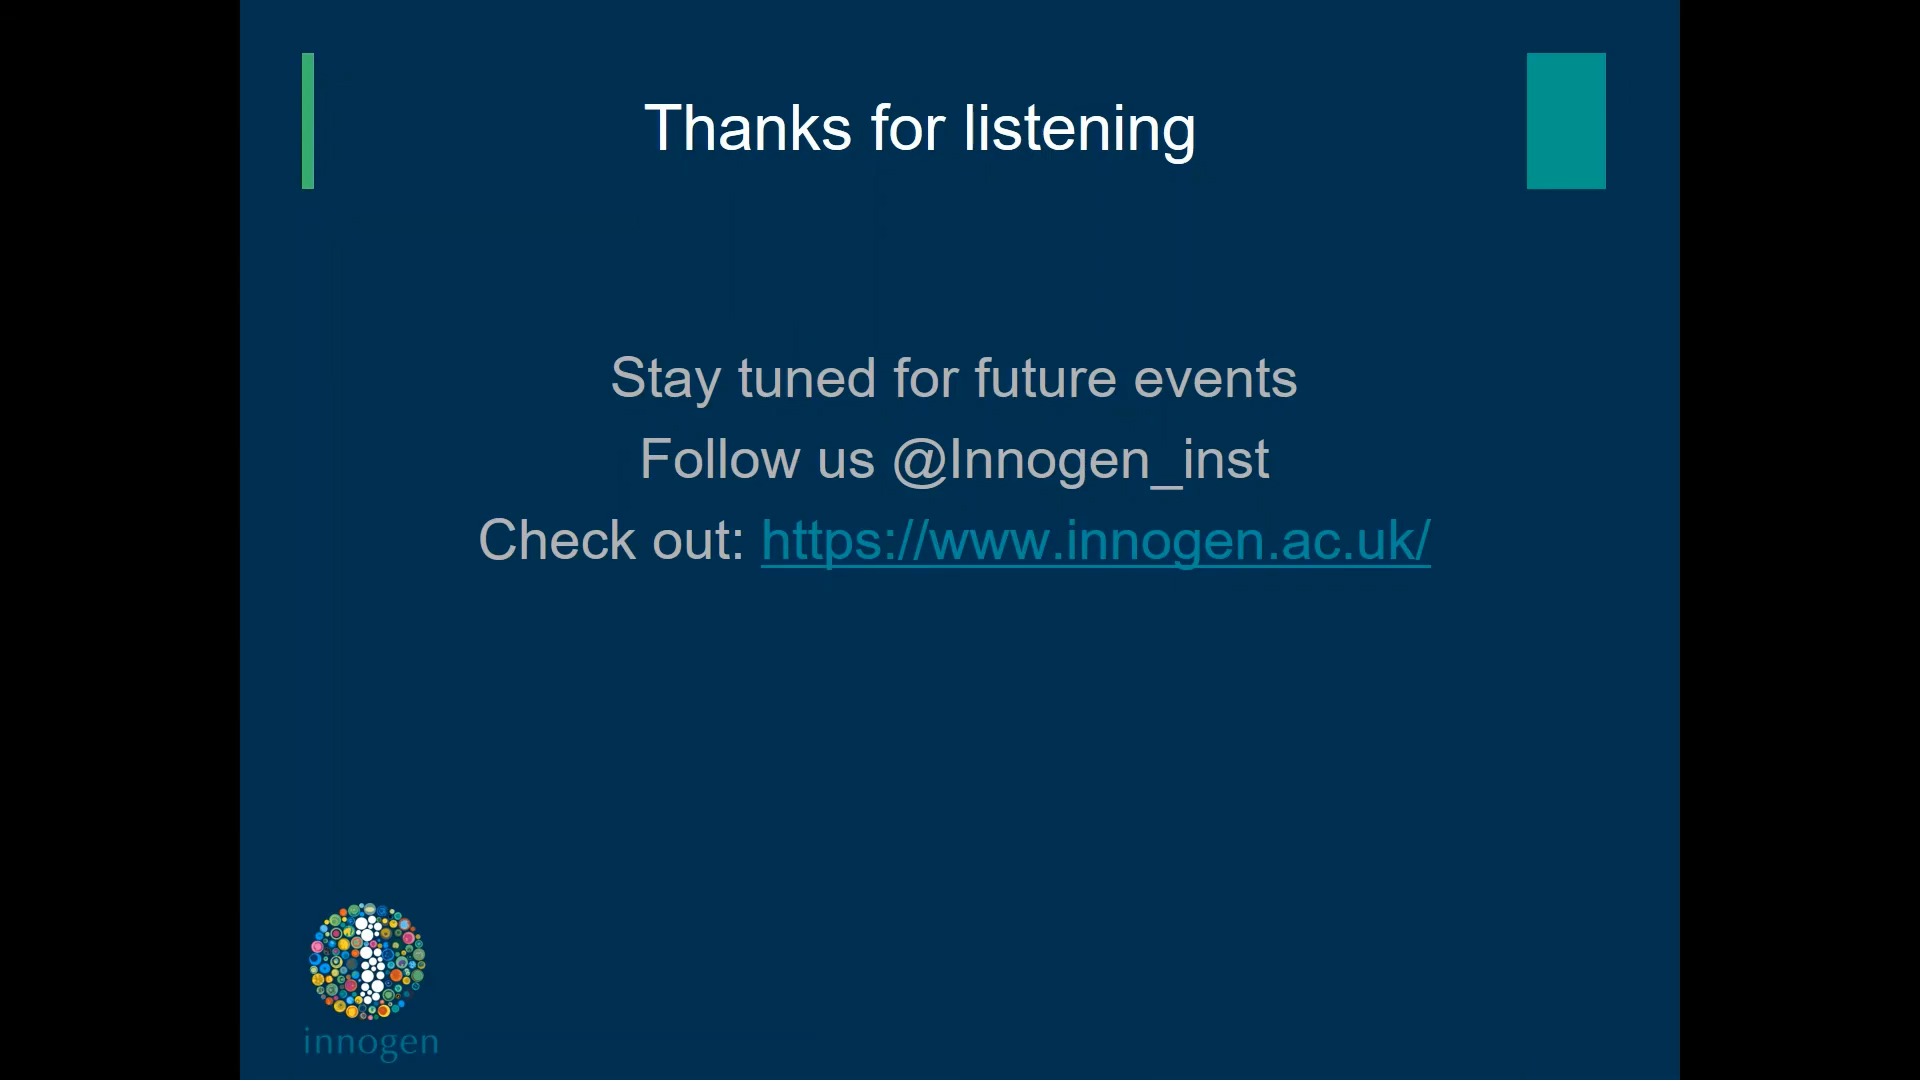 Thanks for listening
Stay tuned for future events
Follow us @Innogen_inst
Check out: https://www.innogen.ac.uk/
innogen